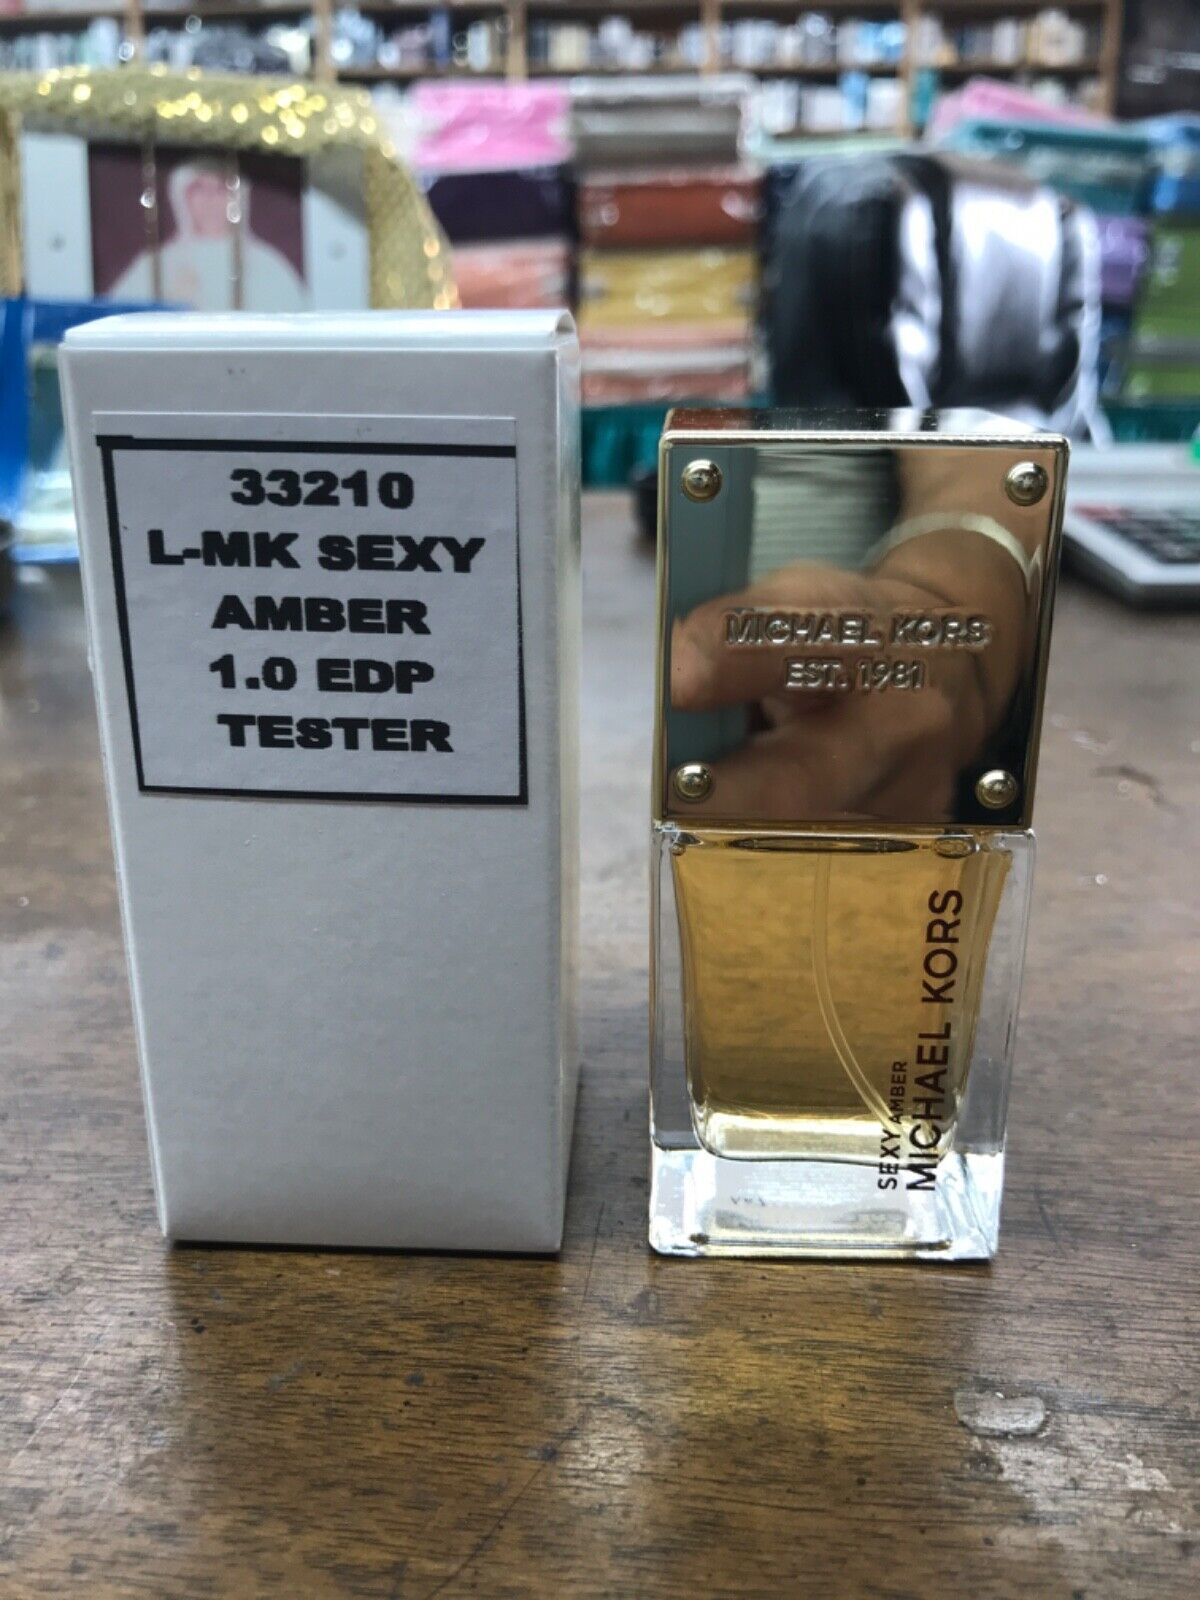 33210
L-MK SEXY
AMBER
1.0 EDP
TESTER
MICHAEL KORS
EST. 1981
SEXY AMBER
MICHAEL KORS